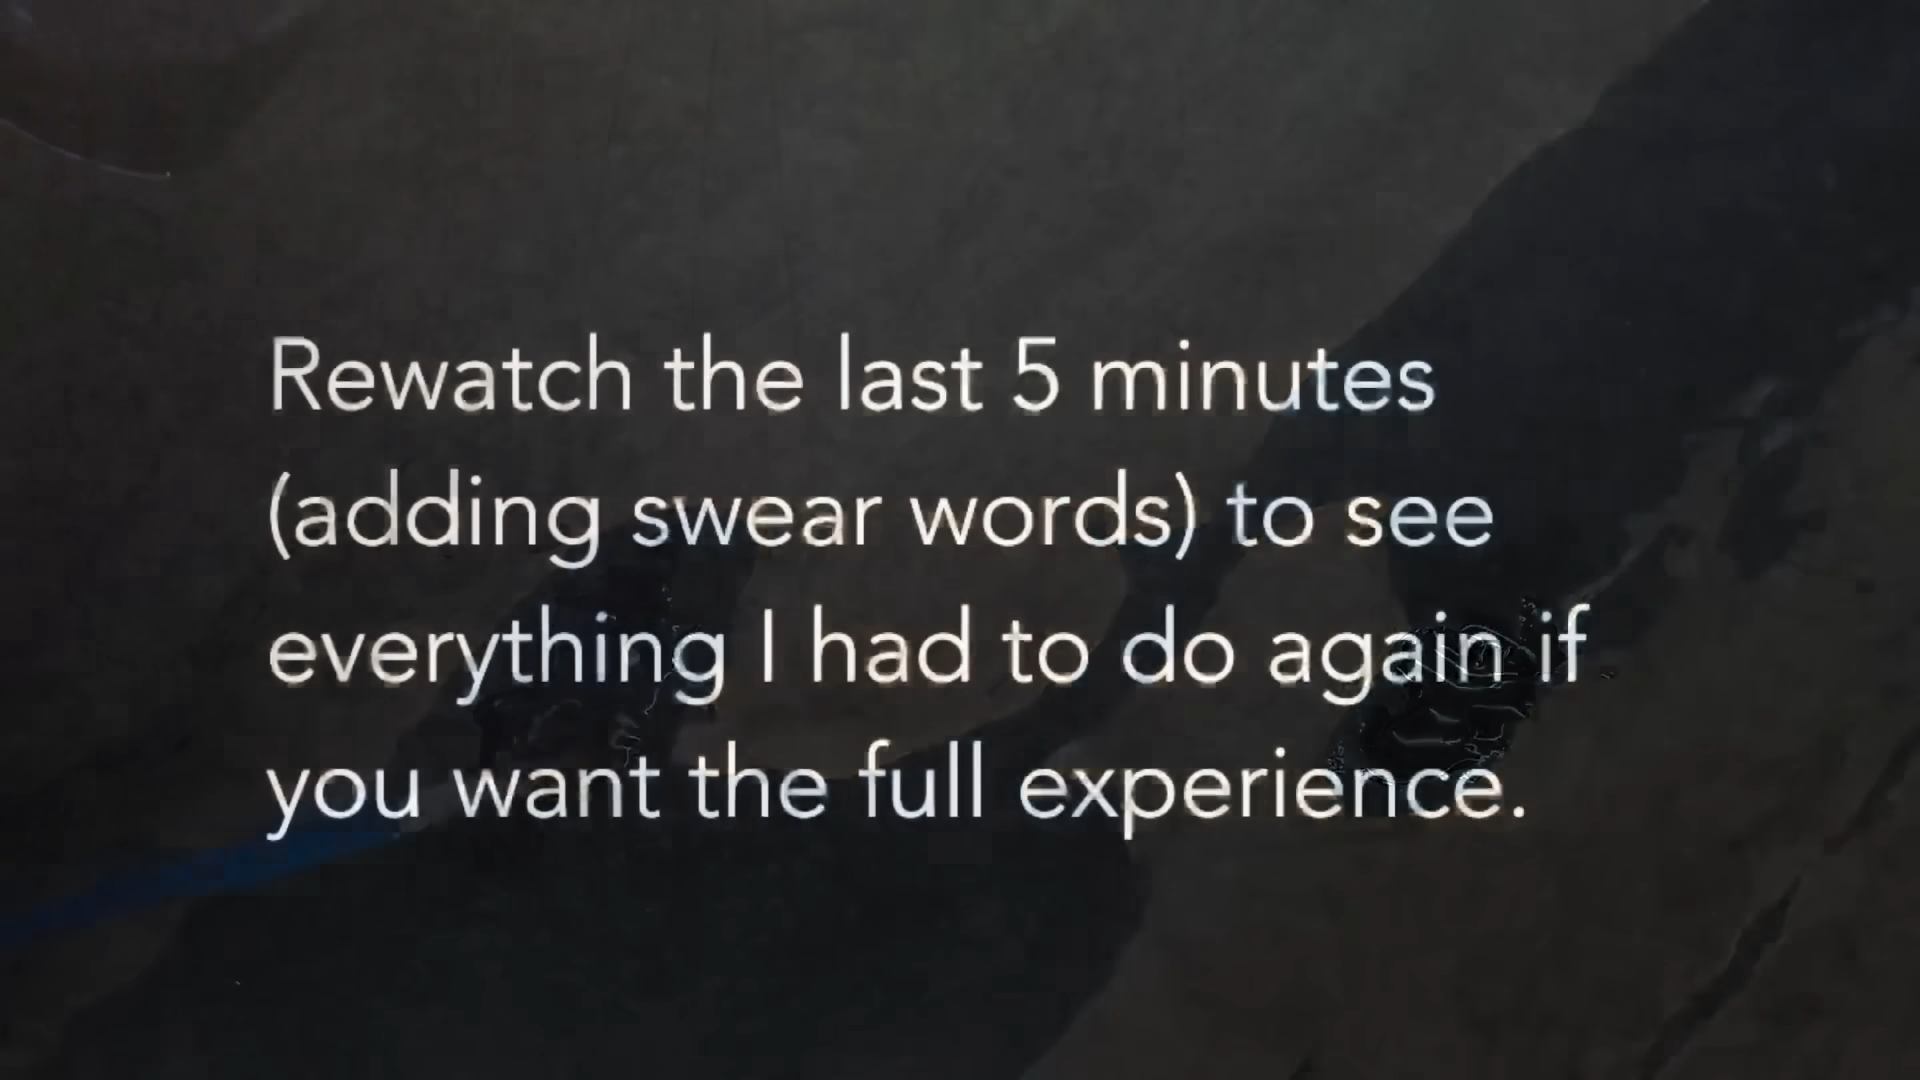 Rewatch the last 5 minutes
(adding swear words) to see
everything I had to do again if
you want the full experience.